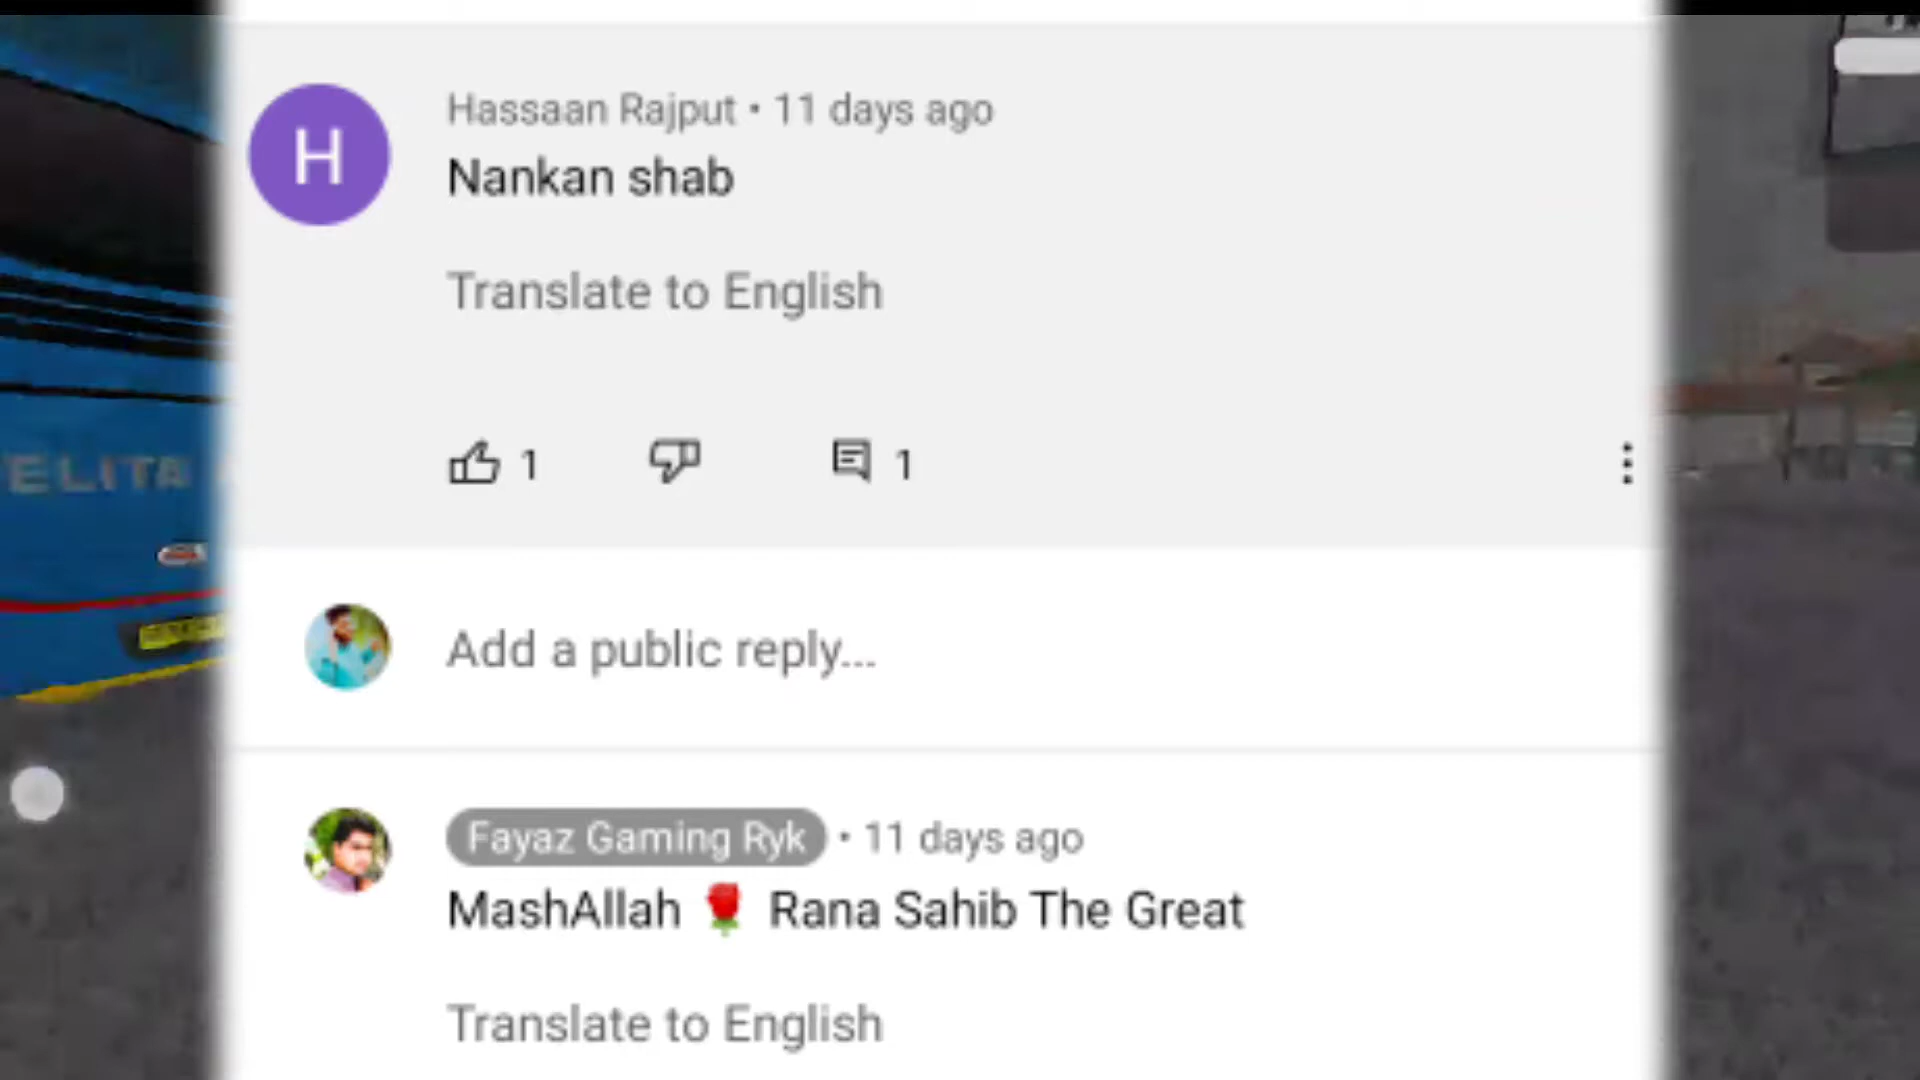 Hassaan Rajput • 11 days ago
Nankan shab
Translate to English
1 1
ELITA
Add a public reply...
Fayaz Gaming Ryk • 11 days ago
MashAllah 🌹 Rana Sahib The Great
Translate to English